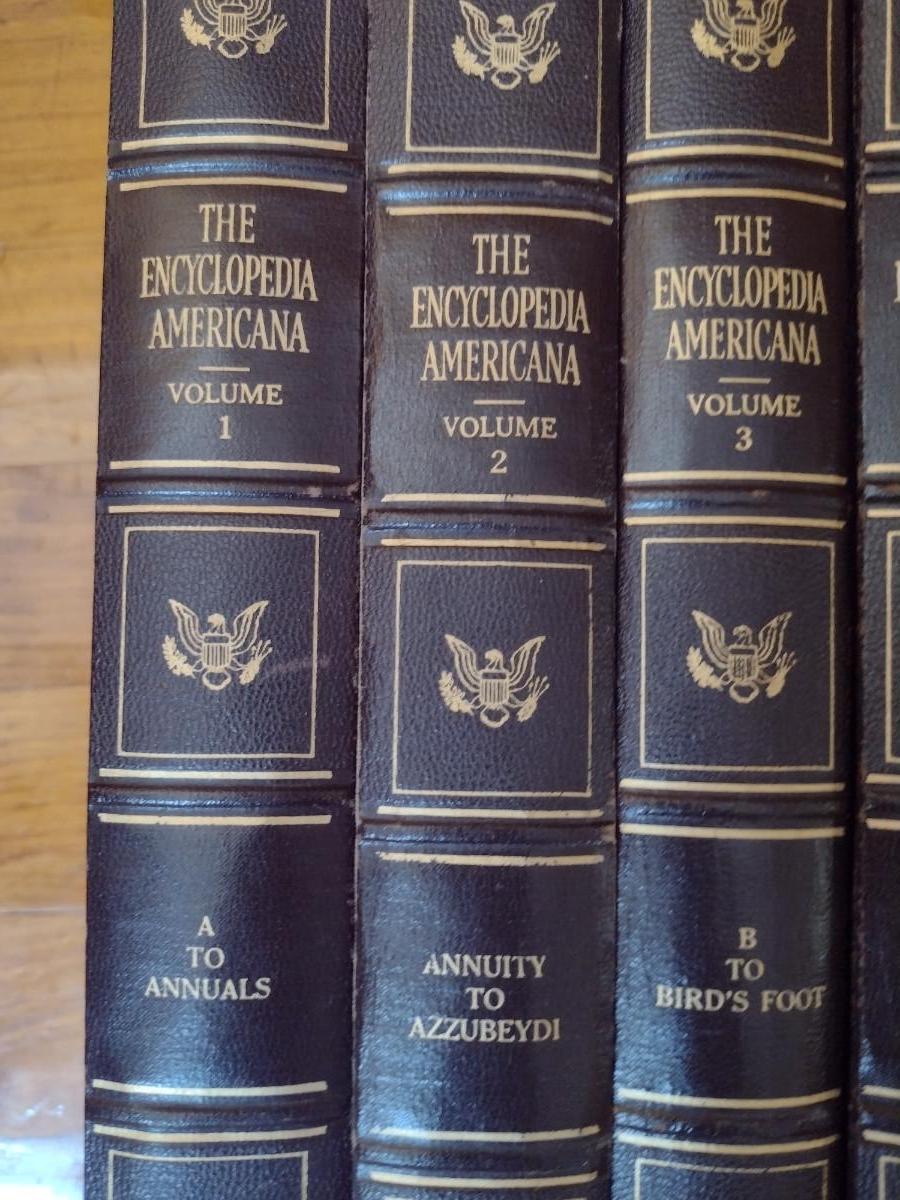 THE
ENCYCLOPEDIA
AMERICANA
VOLUME
1
A
TO
ANNUALS
THE
ENCYCLOPEDIA
AMERICANA
VOLUME
2
ANNUITY
TO
AZZUBEYDI
THE
ENCYCLOPEDIA
AMERICANA
VOLUME
3
B
TO
BIRD'S FOOT